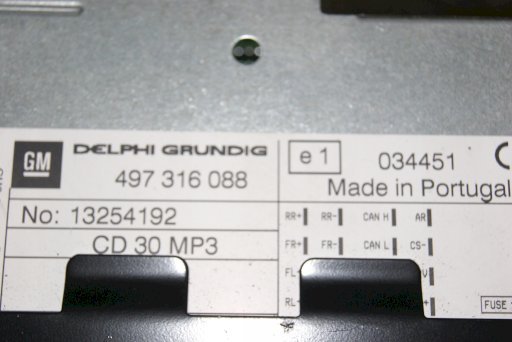 GM
DELPHI GRUNDIG
497 316 088
No: 13254192
CD 30 MP3
e1
034451
Made in Portugal
RR+ RR- CAN H AR
FR+ FR- CAN L CS-
FL
RL
FUSE